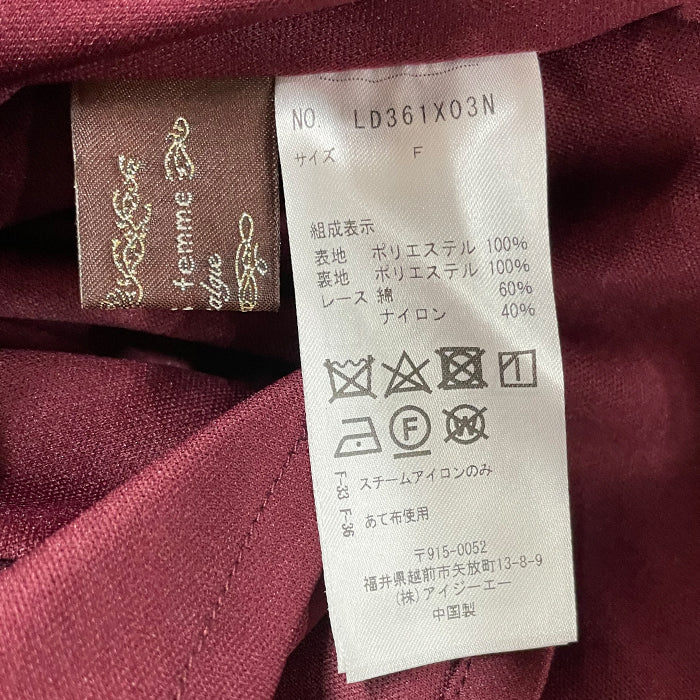 femme
NO. LD361X03N
サイズ F
組成表示
表地 ポリエステル 100%
裏地 ポリエステル 100%
レース 綿 60%
ナイロン 40%
F W
F-33 スチームアイロンのみ
F-36 あて布使用
〒915-0052
福井県越前市矢放町13-8-9
(株)アイジーエー
中国製